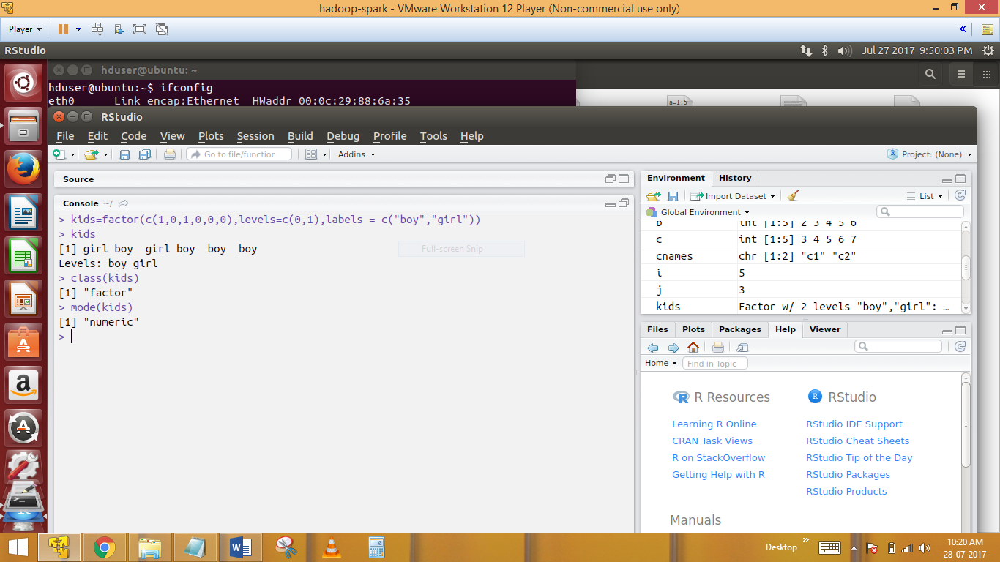 hadoop-spark - VMware Workstation 12 Player (Non-commercial use only)
Player
RStudio
Jul 27 2017 9:50:03 PM
hduser@ubuntu: ~
hduser@ubuntu:~$ ifconfig
eth0 Link encap:Ethernet HWaddr 00:0c:29:88:6a:35
a=1:5
RStudio
File Edit Code View Plots Session Build Debug Profile Tools Help
Go to file/function
Addins
Project: (None)
Source
Console ~/
> kids=factor(c(1,0,1,0,0,0),levels=c(0,1),labels = c("boy","girl"))
> kids
[1] girl boy  girl boy  boy  boy
Levels: boy girl
> class(kids)
[1] "factor"
> mode(kids)
[1] "numeric"
>
Full-screen Snip
Environment History
Import Dataset
List
Global Environment
b int [1:5] 2 3 4 5 6
c int [1:5] 3 4 5 6 7
cnames chr [1:2] "c1" "c2"
i 5
j 3
kids Factor w/ 2 levels "boy","girl": …
Files Plots Packages Help Viewer
Home
Find in Topic
R Resources
Learning R Online
CRAN Task Views
R on StackOverflow
Getting Help with R
RStudio
RStudio IDE Support
RStudio Cheat Sheets
RStudio Tip of the Day
RStudio Packages
RStudio Products
Manuals
Desktop
10:20 AM
28-07-2017